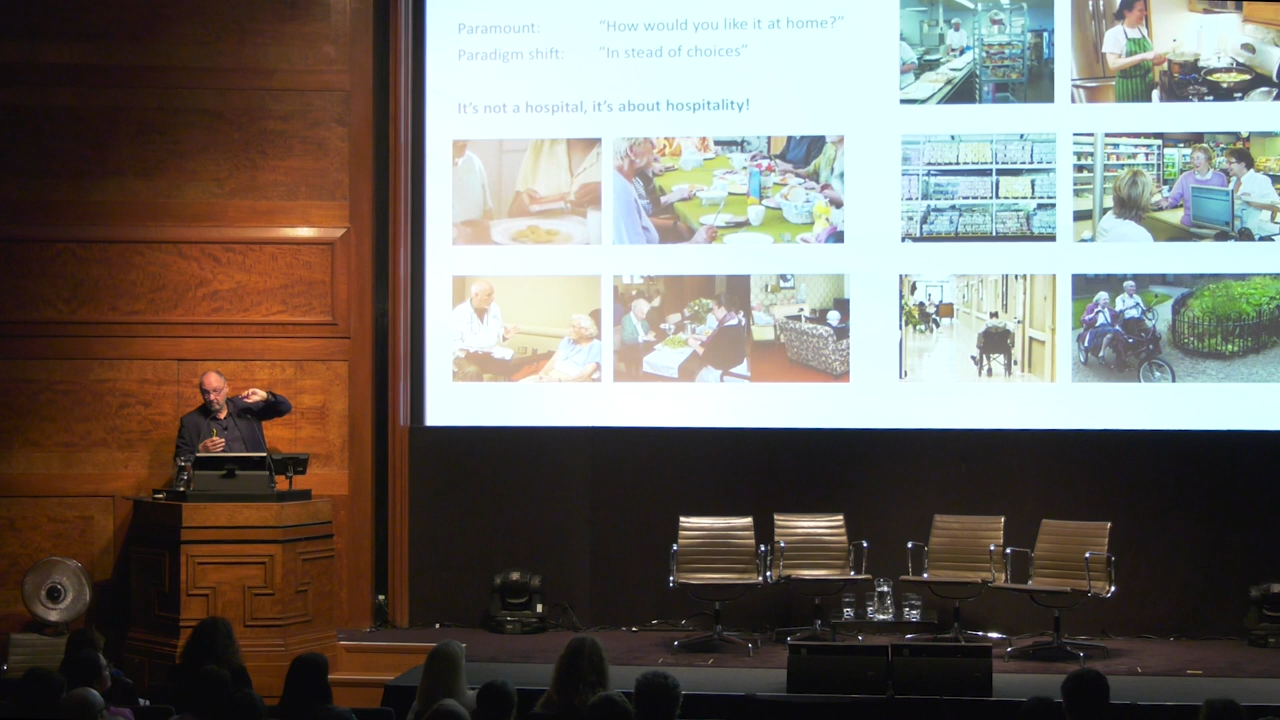 Paramount: "How would you like it at home?"
Paradigm shift: "In stead of choices"
It's not a hospital, it's about hospitality!